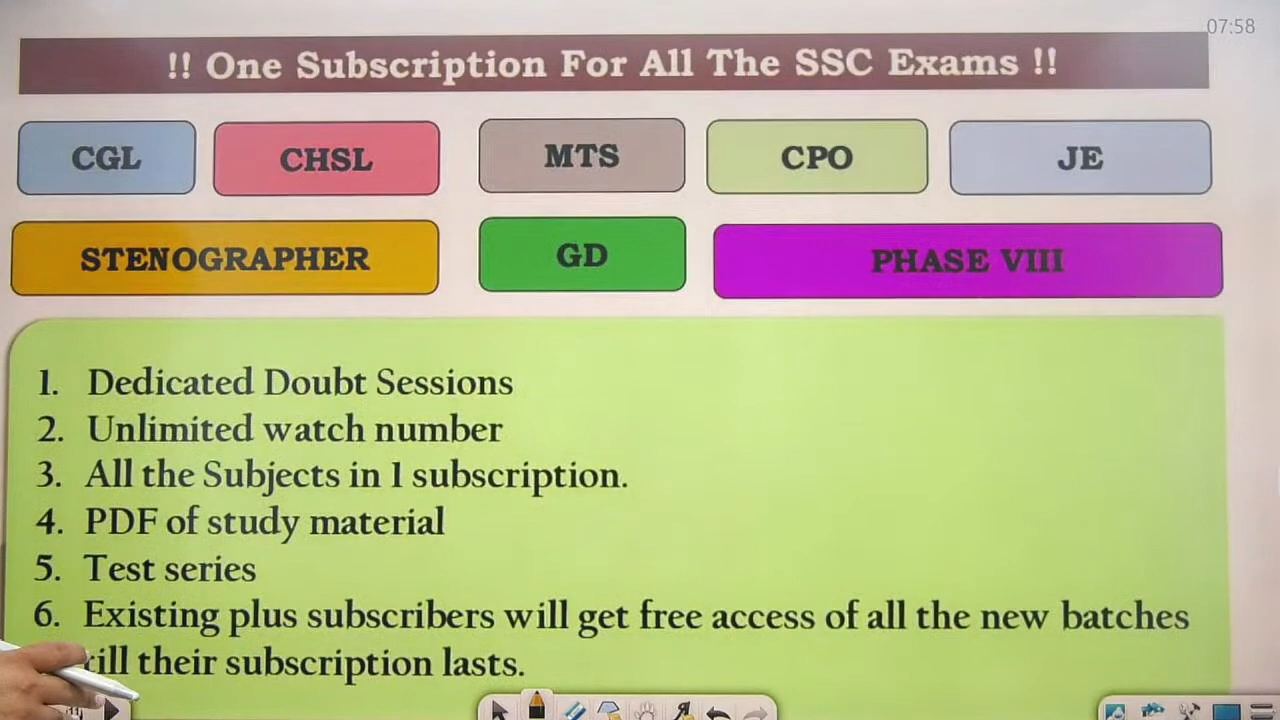 07:58
!! One Subscription For All The SSC Exams !!
CGL
CHSL
MTS
CPO
JE
STENOGRAPHER
GD
PHASE VIII
1. Dedicated Doubt Sessions
2. Unlimited watch number
3. All the Subjects in 1 subscription.
4. PDF of study material
5. Test series
6. Existing plus subscribers will get free access of all the new batches
till their subscription lasts.